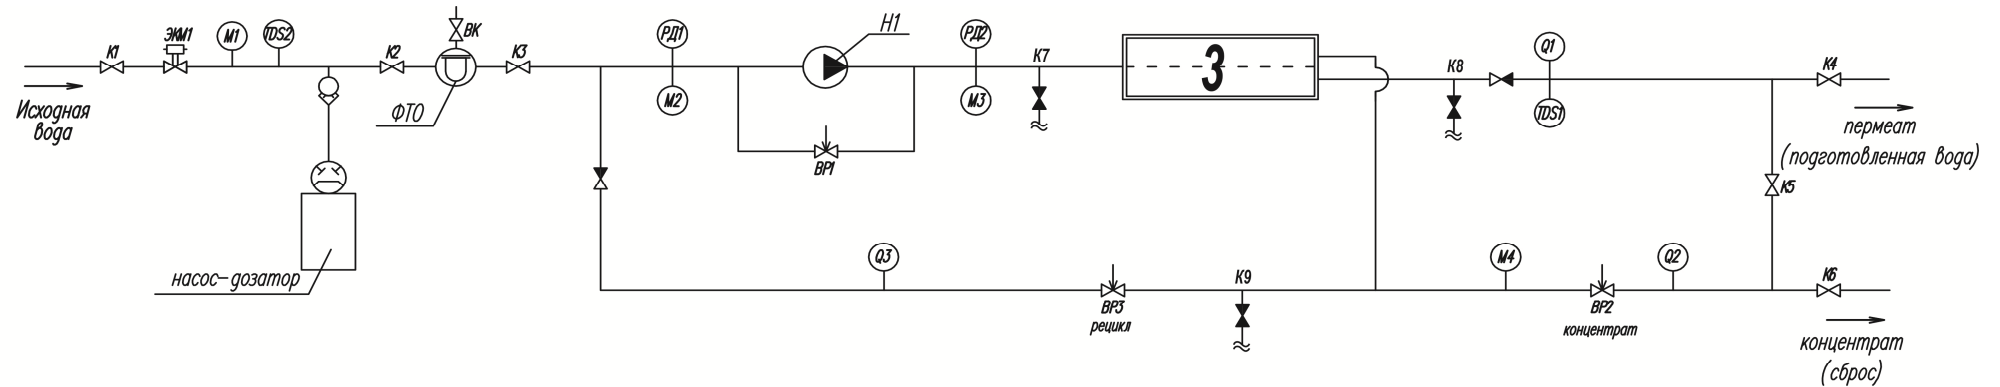 К1
ЭКМ1
М1
TDS2
К2
ВК
К3
РД1
Н1
РД2
К7
З
К8
Q1
К4
Исходная
вода
ФТО
М2
М3
TDS1
пермеат
(подготовленная вода)
ВР1
К5
насос-дозатор
Q3
М4
Q2
К6
ВР3
рецикл
К9
ВР2
концентрат
концентрат
(сброс)